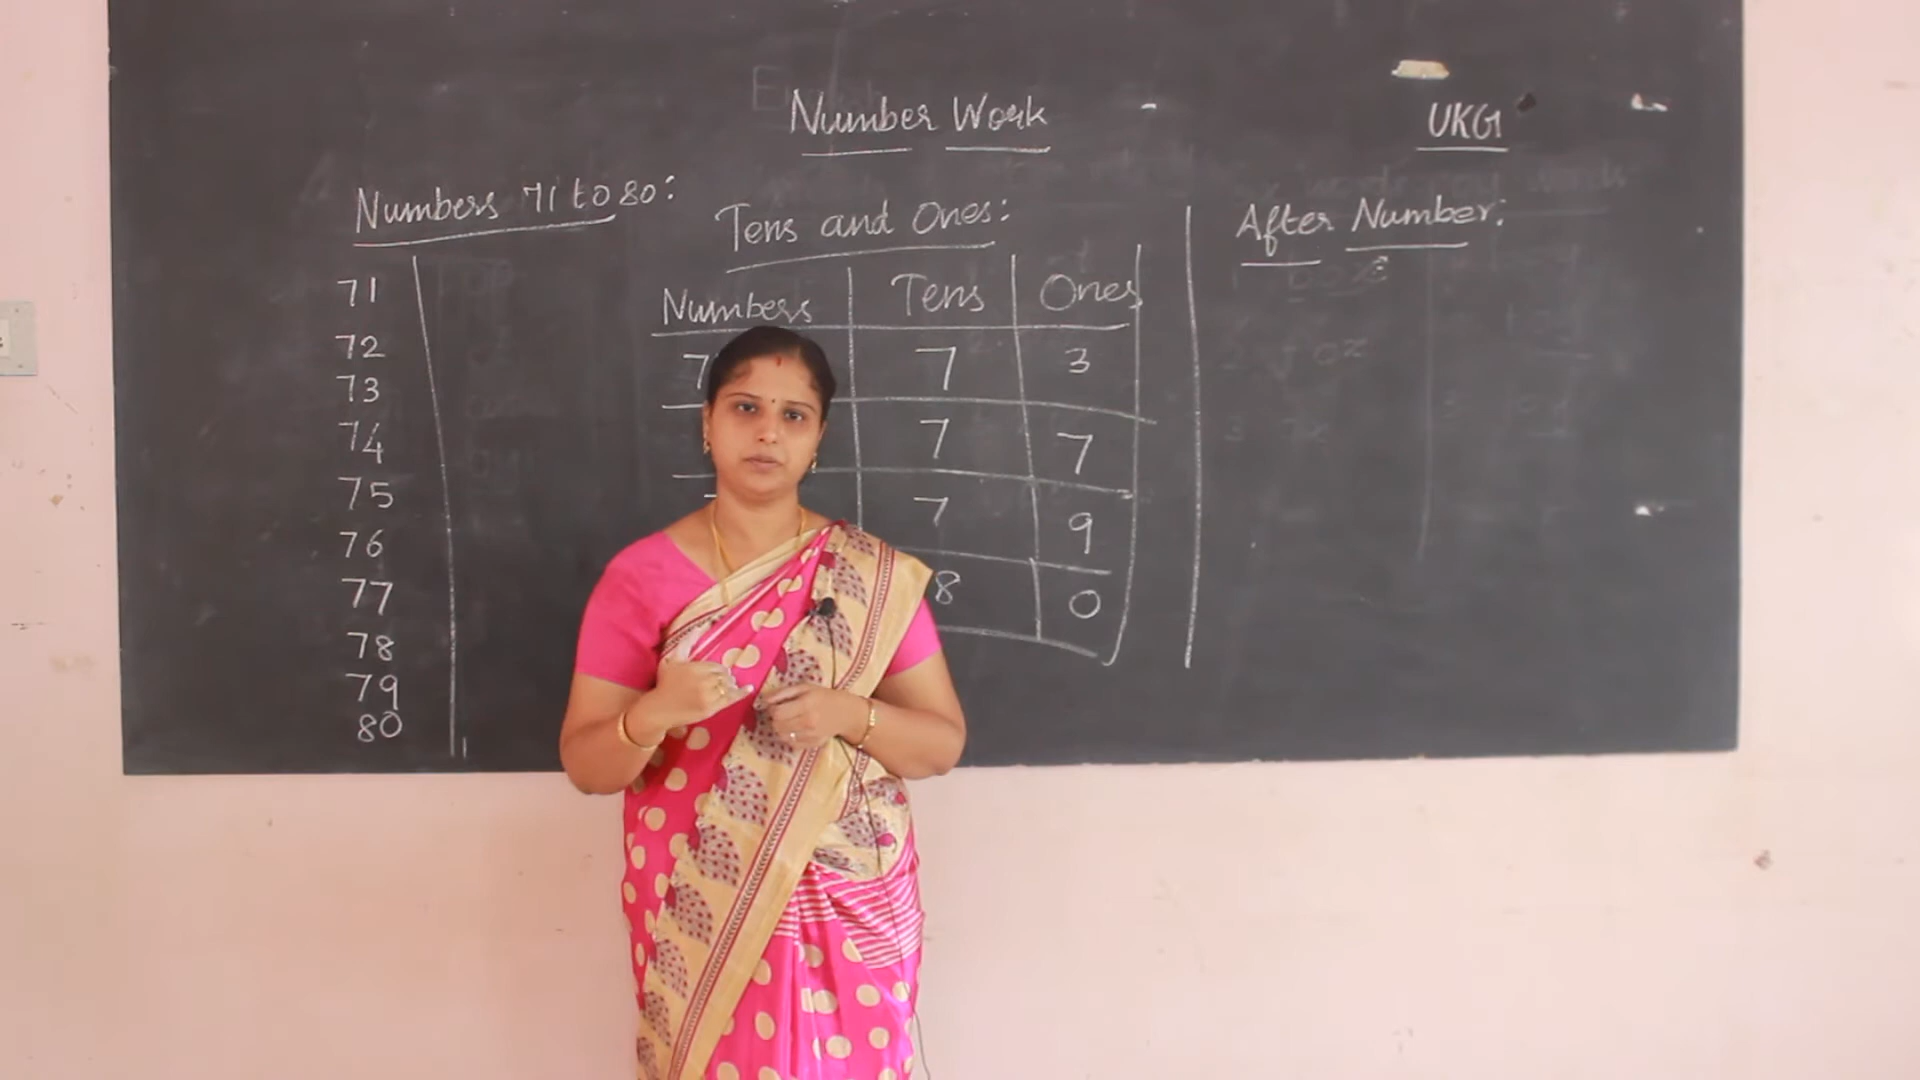 Number Work
UKG
Numbers 71 to 80:
71
72
73
74
75
76
77
78
79
80
Tens and Ones:
Numbers Tens Ones
7 3
7 7
7 9
8 0
After Number: